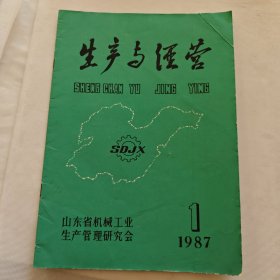 生产与经营
SHENG CHAN YU JING YING
SDJX
山东省机械工业
生产管理研究会
1
1987